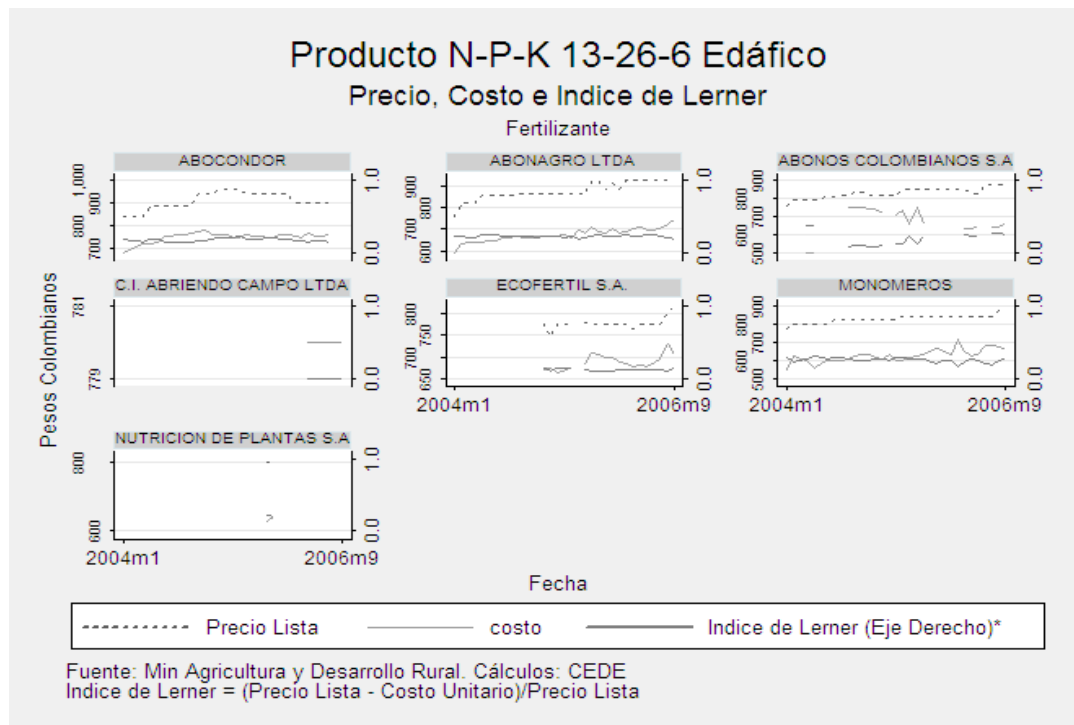 Producto N-P-K 13-26-6 Edáfico
Precio, Costo e Indice de Lerner
Fertilizante
ABOCONDOR
1,000
900
800
700
1.0
0.0
ABONAGRO LTDA
900
800
700
600
1.0
0.0
ABONOS COLOMBIANOS S.A
900
800
700
600
500
1.0
0.0
Pesos Colombianos
C.I. ABRIENDO CAMPO LTDA
781
779
1.0
0.0
ECOFERTIL S.A.
800
750
700
650
1.0
0.0
2004m1 2006m9
MONOMEROS
900
800
700
600
500
1.0
0.0
2004m1 2006m9
NUTRICION DE PLANTAS S.A
800
600
1.0
0.0
2004m1 2006m9
Fecha
Precio Lista costo Indice de Lerner (Eje Derecho)*
Fuente: Min Agricultura y Desarrollo Rural. Cálculos: CEDE
Indice de Lerner = (Precio Lista - Costo Unitario)/Precio Lista